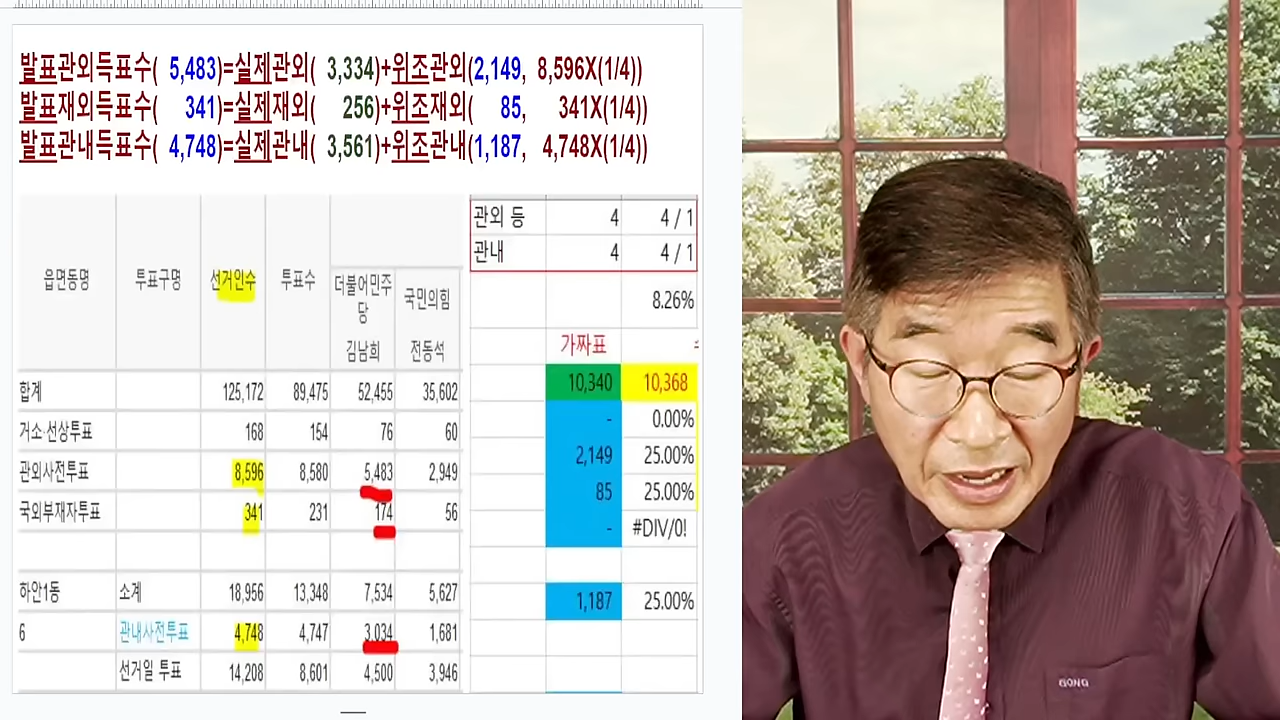 발표관외득표수( 5,483)=실제관외( 3,334)+위조관외(2,149, 8,596X(1/4))
발표재외득표수( 341)=실제재외( 256)+위조재외( 85, 341X(1/4))
발표관내득표수( 4,748)=실제관내( 3,561)+위조관내(1,187, 4,748X(1/4))
읍면동명 투표구명 선거인수 투표수 더불어민주당 김남희 국민의힘 전동석
합계 125,172 89,475 52,455 35,602
거소·선상투표 168 154 76 60
관외사전투표 8,596 8,580 5,483 2,949
국외부재자투표 341 231 174 56
하안1동 소계 18,956 13,348 7,534 5,627
6 관내사전투표 4,748 4,747 3,034 1,681
선거일 투표 14,208 8,601 4,500 3,946
관외 등 4 4 / 1
관내 4 4 / 1
8.26%
가짜표
10,340 10,368
- 0.00%
2,149 25.00%
85 25.00%
- #DIV/0!
1,187 25.00%
GONG